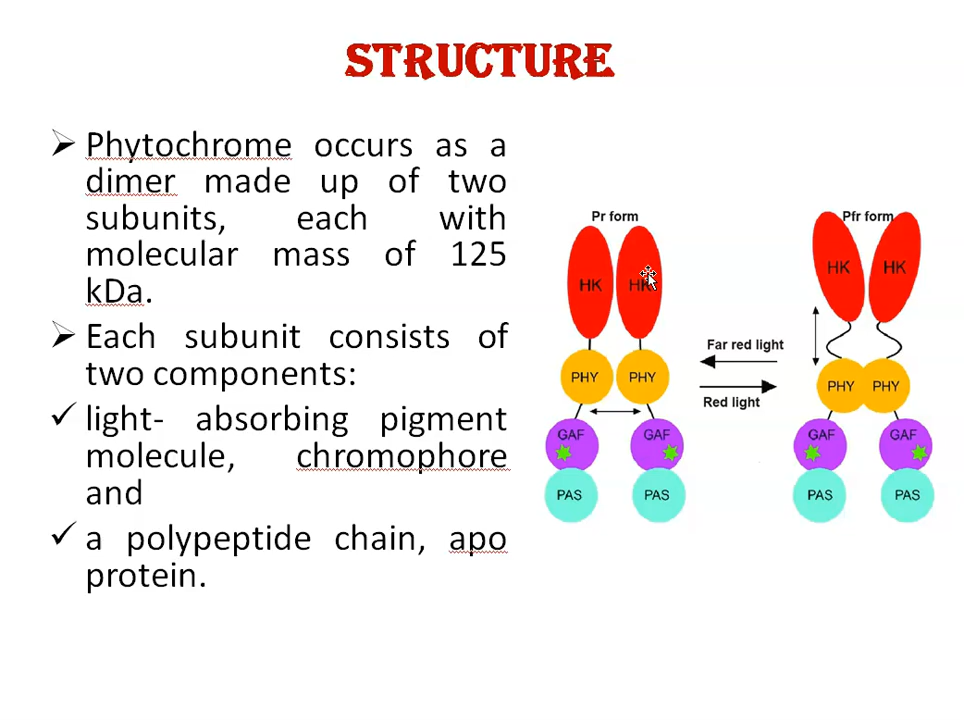 STRUCTURE
Phytochrome occurs as a
dimer made up of two
subunits, each with
molecular mass of 125
kDa.
Each subunit consists of
two components:
light- absorbing pigment
molecule, chromophore
and
a polypeptide chain, apo
protein.
Pr form
HK HK
PHY PHY
GAF GAF
PAS PAS
Far red light
Red light
Pfr form
HK HK
PHY PHY
GAF GAF
PAS PAS